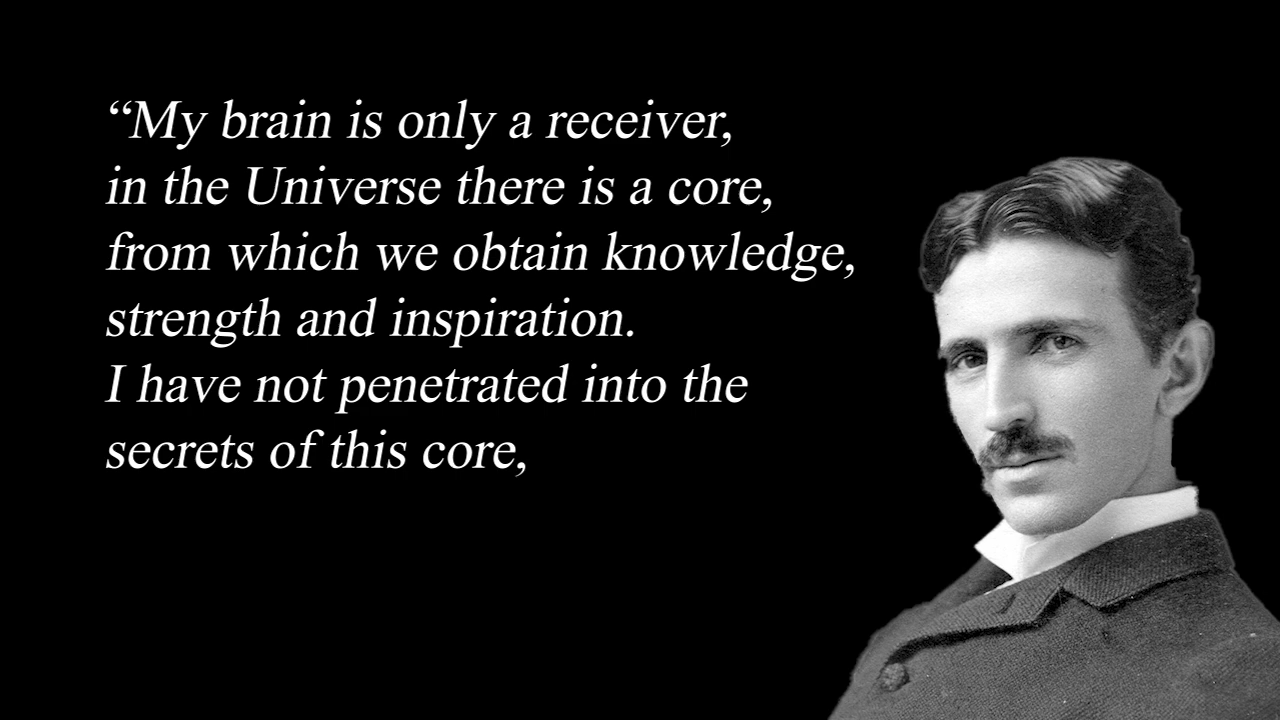 “My brain is only a receiver,
in the Universe there is a core,
from which we obtain knowledge,
strength and inspiration.
I have not penetrated into the
secrets of this core,